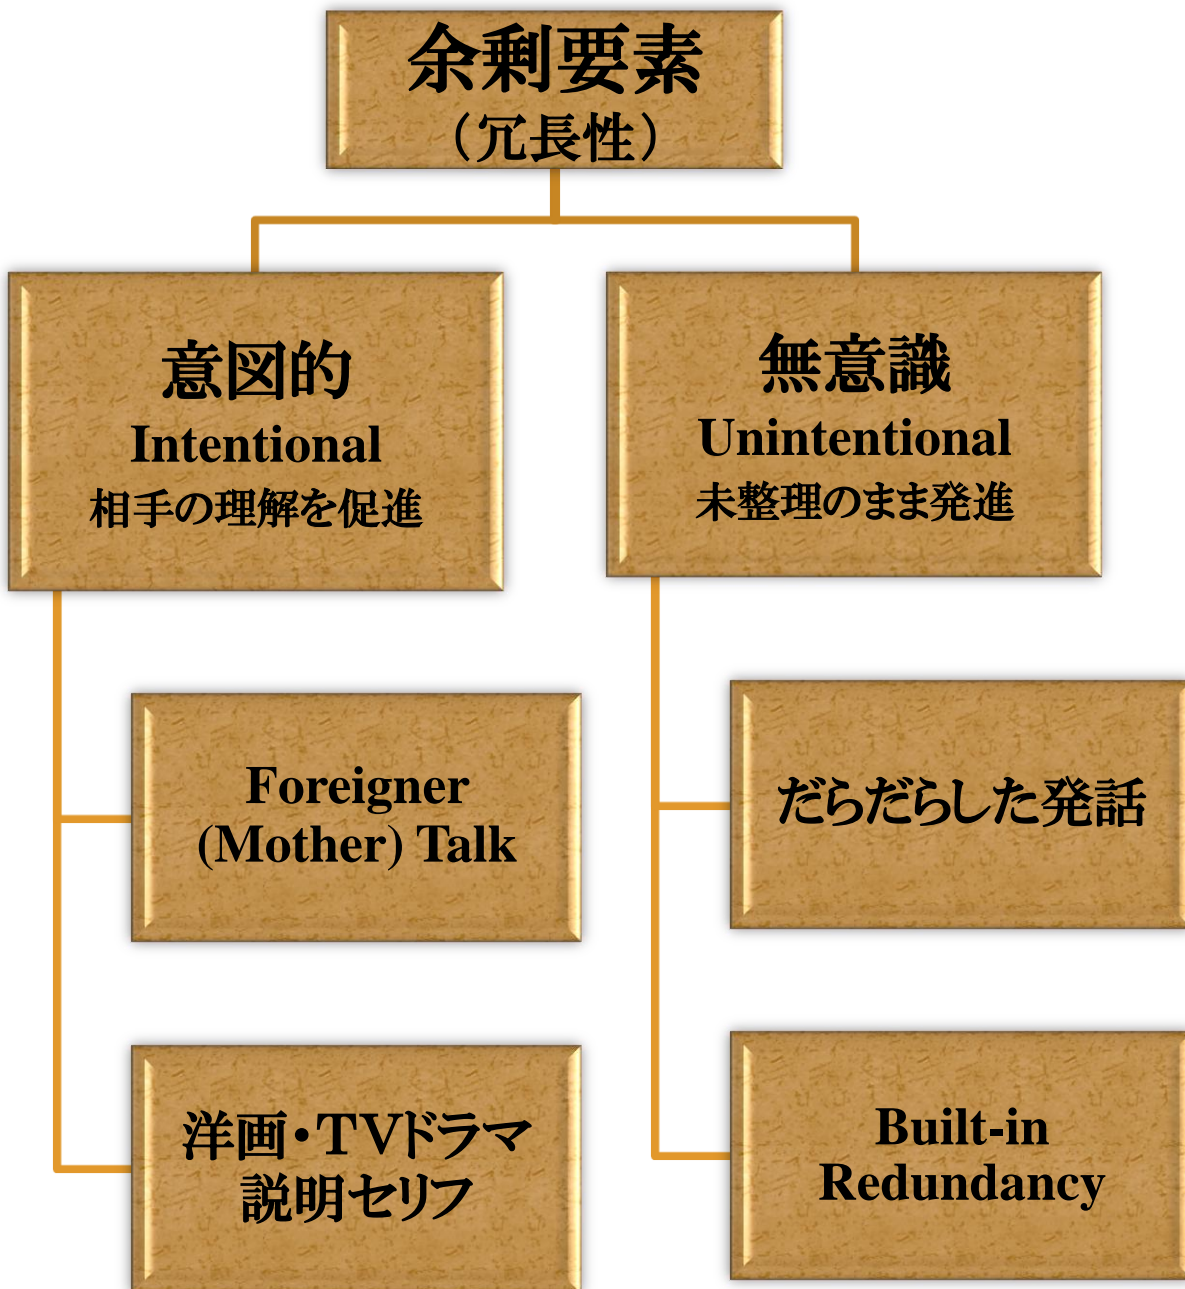 余剰要素
（冗長性）
意図的
Intentional
相手の理解を促進
無意識
Unintentional
未整理のまま発進
Foreigner
(Mother) Talk
だらだらした発話
洋画・TVドラマ
説明セリフ
Built-in
Redundancy